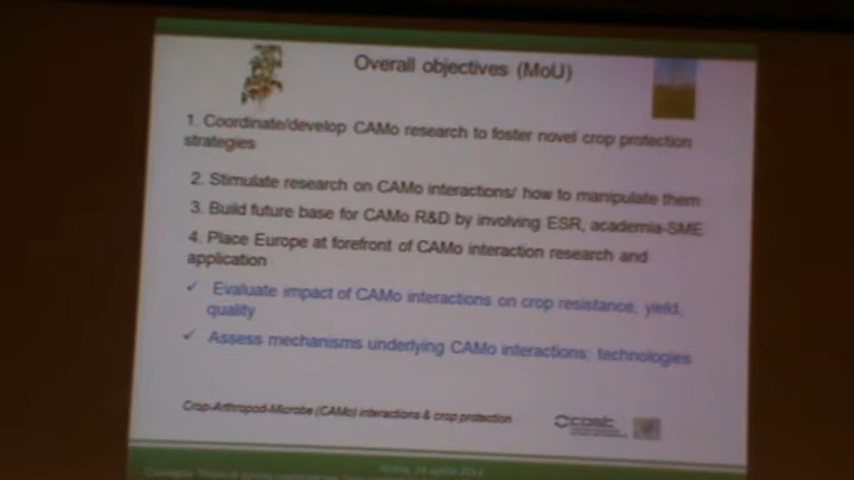 Overall objectives (MoU)
1. Coordinate/develop CAMo research to foster novel crop protection
strategies
2. Stimulate research on CAMo interactions/ how to manipulate them
3. Build future base for CAMo R&D by involving ESR, academia-SME
4. Place Europe at forefront of CAMo interaction research and
application
✓ Evaluate impact of CAMo interactions on crop resistance, yield,
quality
✓ Assess mechanisms underlying CAMo interactions; technologies
Crop-Arthropod-Microbe (CAMo) interactions & crop protection
cost